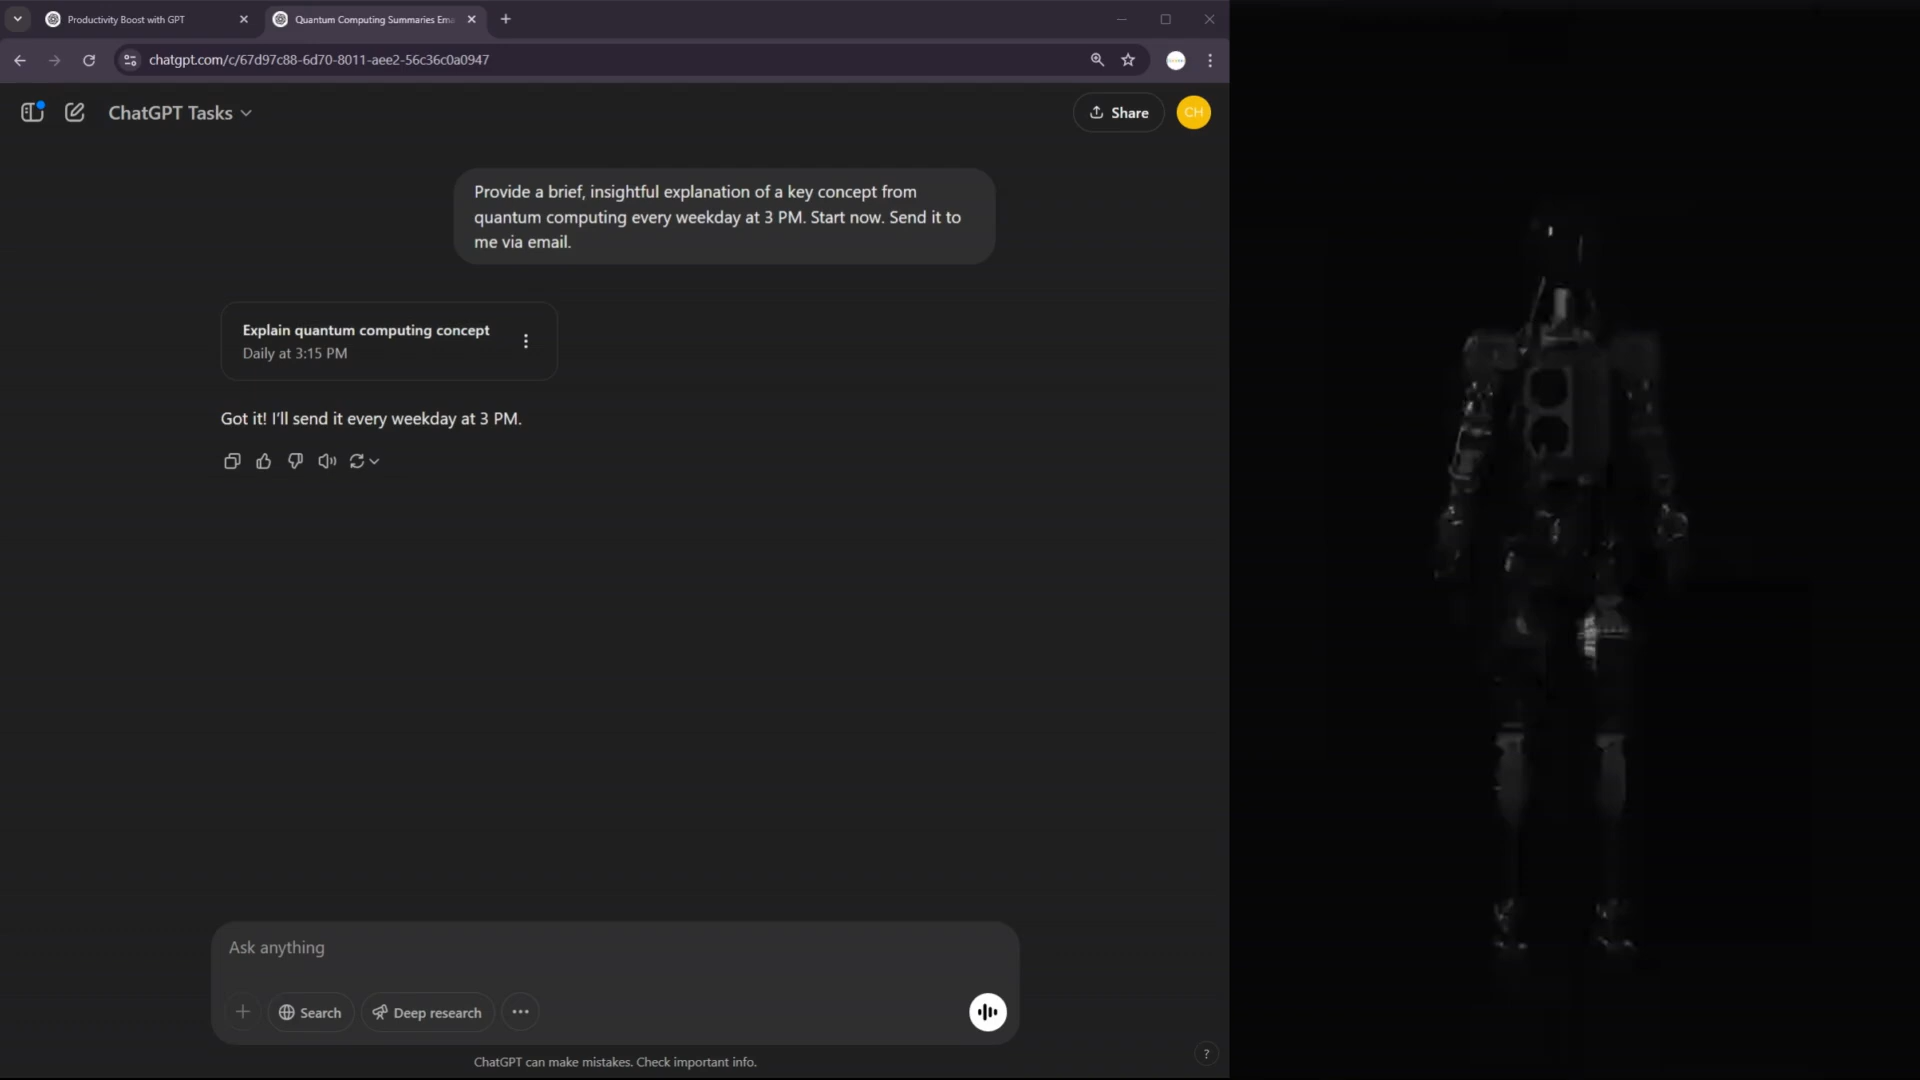 Productivity Boost with GPT
Quantum Computing Summaries Ema
chatgpt.com/c/67d97c88-6d70-8011-aee2-56c36c0a0947
ChatGPT Tasks
Share
CH
Provide a brief, insightful explanation of a key concept from
quantum computing every weekday at 3 PM. Start now. Send it to
me via email.
Explain quantum computing concept
Daily at 3:15 PM
Got it! I'll send it every weekday at 3 PM.
Ask anything
Search
Deep research
ChatGPT can make mistakes. Check important info.
?